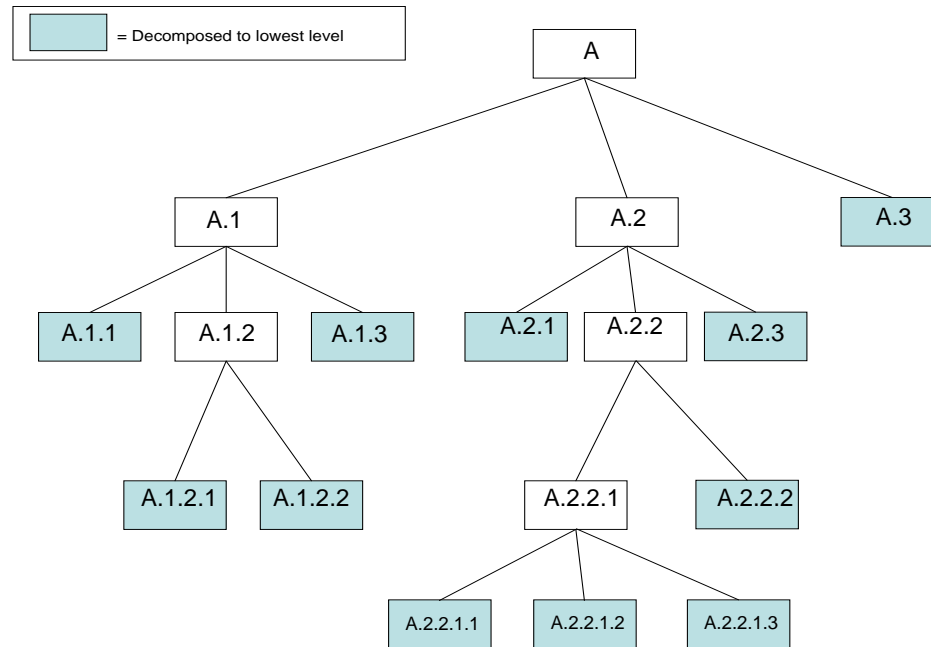 = Decomposed to lowest level
A
A.1
A.2
A.3
A.1.1
A.1.2
A.1.3
A.2.1
A.2.2
A.2.3
A.1.2.1
A.1.2.2
A.2.2.1
A.2.2.2
A.2.2.1.1
A.2.2.1.2
A.2.2.1.3